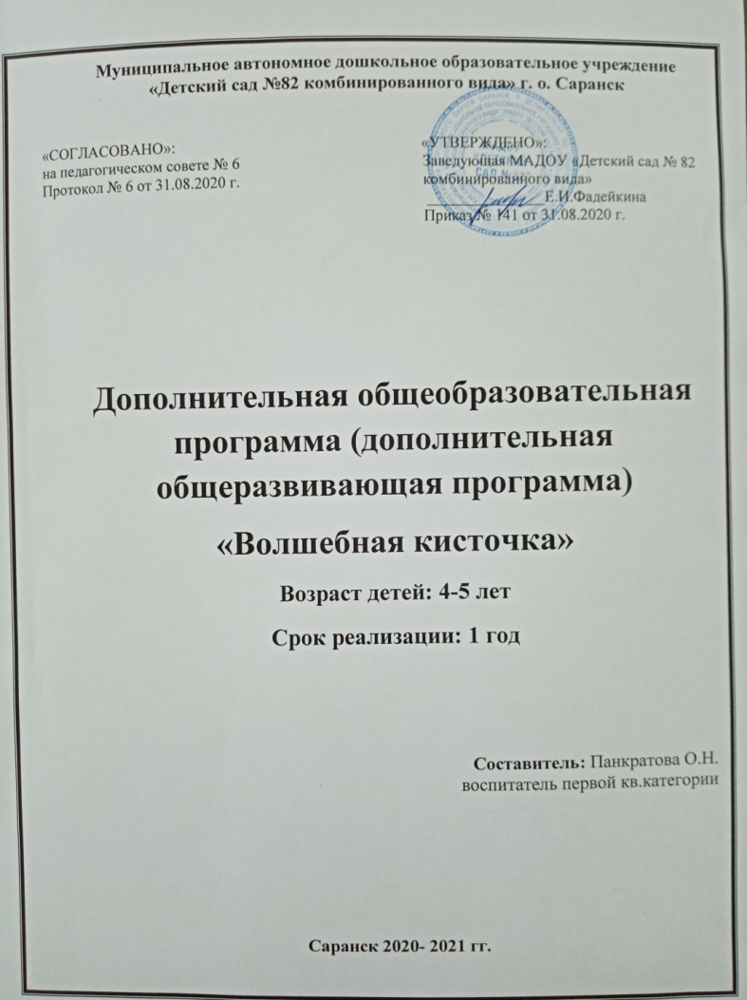 Муниципальное автономное дошкольное образовательное учреждение
«Детский сад №82 комбинированного вида» г. о. Саранск
«СОГЛАСОВАНО»:
на педагогическом совете № 6
Протокол № 6 от 31.08.2020 г.
«УТВЕРЖДЕНО»:
Заведующая МАДОУ «Детский сад № 82
комбинированного вида»
Е.И.Фадейкина
Приказ № 141 от 31.08.2020 г.
Дополнительная общеобразовательная
программа (дополнительная
общеразвивающая программа)
«Волшебная кисточка»
Возраст детей: 4-5 лет
Срок реализации: 1 год
Составитель: Панкратова О.Н.
воспитатель первой кв.категории
Саранск 2020- 2021 гг.